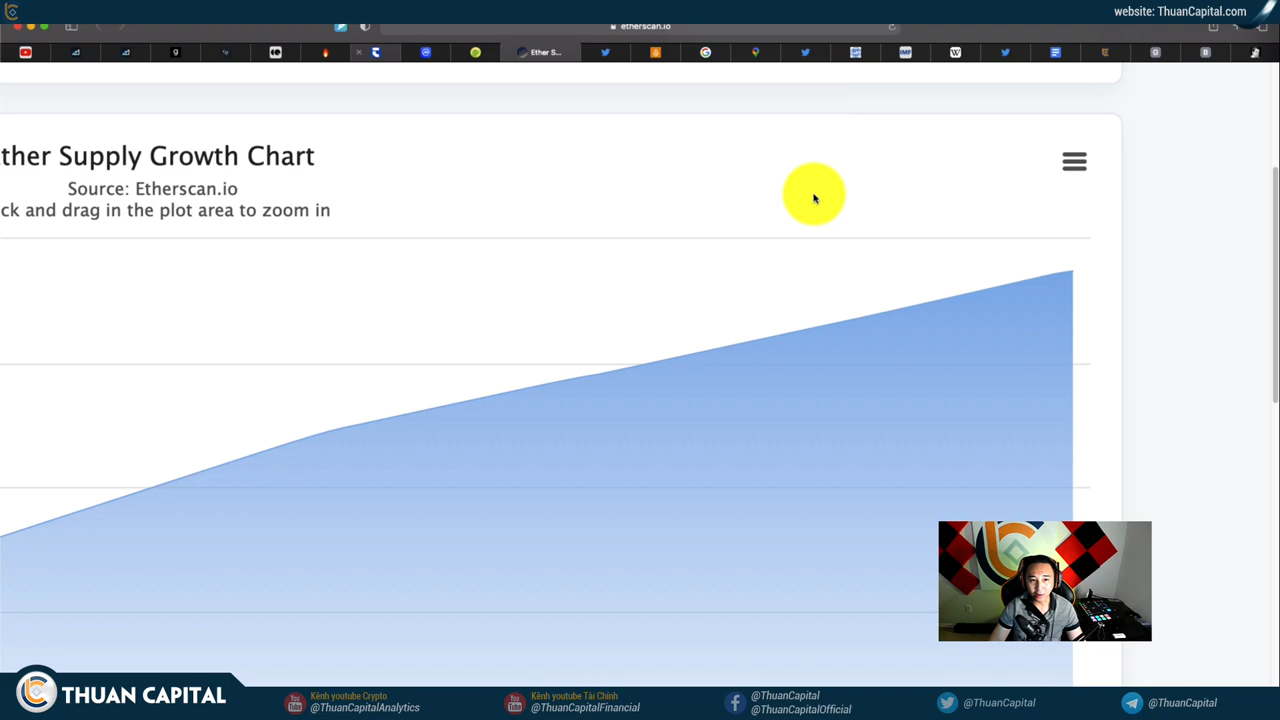 website: ThuanCapital.com
etherscan.io
Ether S...
ther Supply Growth Chart
Source: Etherscan.io
ck and drag in the plot area to zoom in
THUAN CAPITAL
Kênh youtube Crypto
@ThuanCapitalAnalytics
Kênh youtube Tài Chính
@ThuanCapitalFinancial
@ThuanCapital
@ThuanCapitalOfficial
@ThuanCapital
@ThuanCapital